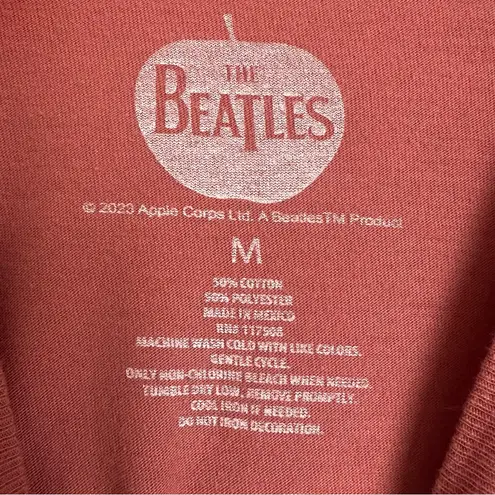 THE
BEATLES
© 2023 Apple Corps Ltd. A BeatlesTM Product
M
50% COTTON
50% POLYESTER
MADE IN MEXICO
RN# 117508
MACHINE WASH COLD WITH LIKE COLORS.
GENTLE CYCLE.
ONLY NON-CHLORINE BLEACH WHEN NEEDED.
TUMBLE DRY LOW. REMOVE PROMPTLY.
COOL IRON IF NEEDED.
DO NOT IRON DECORATION.